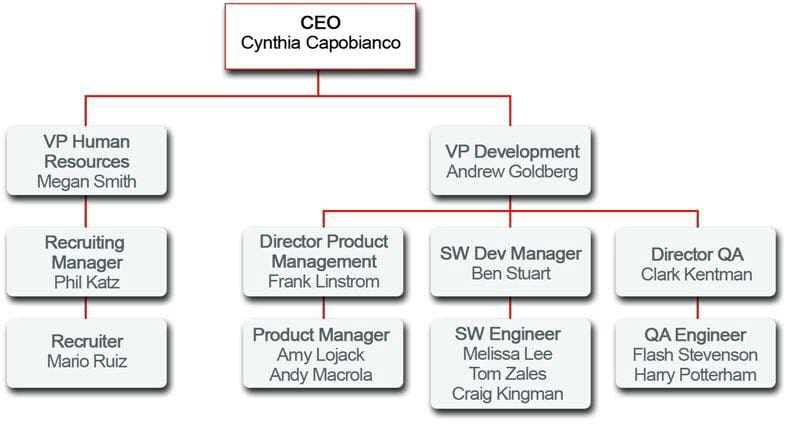 CEO
Cynthia Capobianco
VP Human
Resources
Megan Smith
VP Development
Andrew Goldberg
Recruiting
Manager
Phil Katz
Director Product
Management
Frank Linstrom
SW Dev Manager
Ben Stuart
Director QA
Clark Kentman
Recruiter
Mario Ruiz
Product Manager
Amy Lojack
Andy Macrola
SW Engineer
Melissa Lee
Tom Zales
Craig Kingman
QA Engineer
Flash Stevenson
Harry Potterham